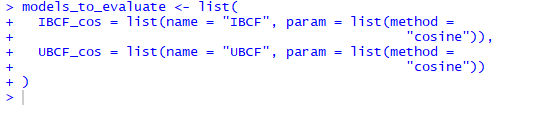 > models_to_evaluate <- list(
+   IBCF_cos = list(name = "IBCF", param = list(method =
+                                               "cosine")),
+   UBCF_cos = list(name = "UBCF", param = list(method =
+                                               "cosine"))
+ )
>